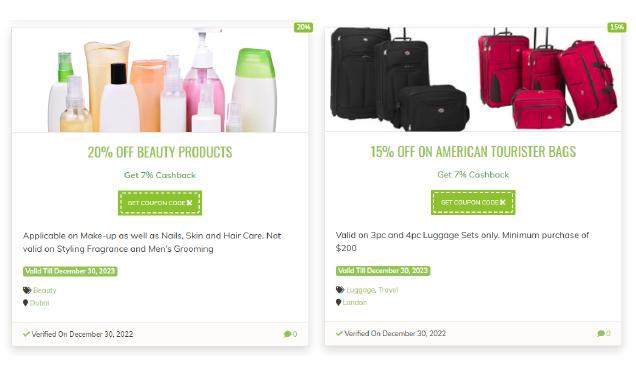 20%
20% OFF BEAUTY PRODUCTS
Get 7% Cashback
GET COUPON CODE
Applicable on Make-up as well as Nails, Skin and Hair Care. Not
valid on Styling Fragrance and Men's Grooming
Valid Till December 30, 2023
Beauty
Dubai
Verified On December 30, 2022
0
15%
15% OFF ON AMERICAN TOURISTER BAGS
Get 7% Cashback
GET COUPON CODE
Valid on 3pc and 4pc Luggage Sets only. Minimum purchase of
$200
Valid Till December 30, 2023
Luggage, Travel
London
Verified On December 30, 2022
0